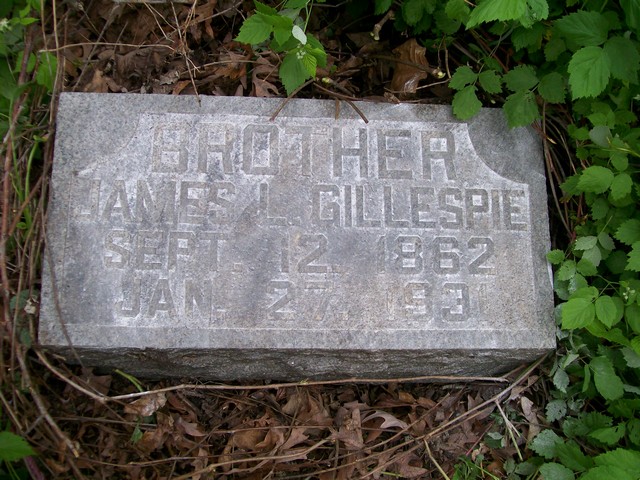 BROTHER
JAMES L. GILLESPIE
SEPT. 12, 1862
JAN. 27, 1931